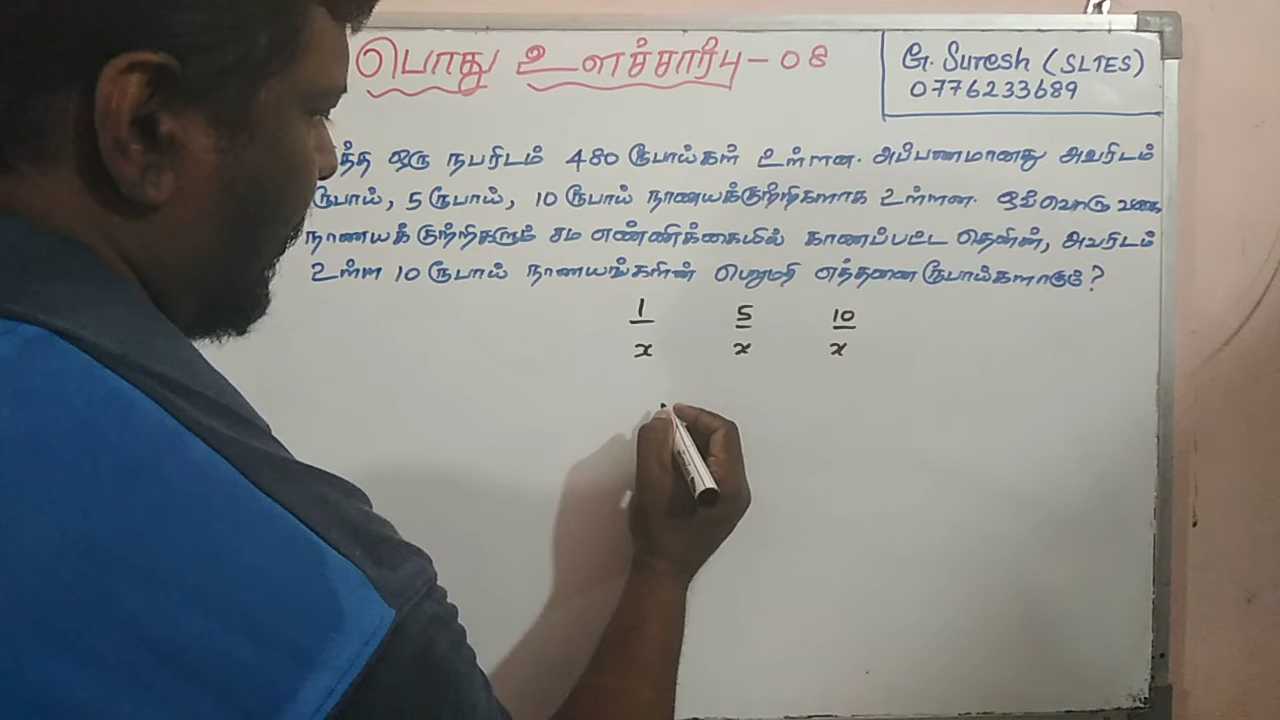 பொது உளச்சார்பு - 08
G. Suresh (SLTES)
0776233689
ஒரு நபரிடம் 480 ரூபாய்கள் உள்ளன. அப்பணமானது அவரிடம்
ரூபாய், 5 ரூபாய், 10 ரூபாய் நாணயக்குற்றிகளாக உள்ளன. ஒவ்வொரு வகை
நாணயக் குற்றிகளும் சம எண்ணிக்கையில் காணப்பட்ட தெனின், அவரிடம்
உள்ள 10 ரூபாய் நாணயங்களின் பெறுமதி எத்தனை ரூபாய்களாகும்?
1 5 10
x x x